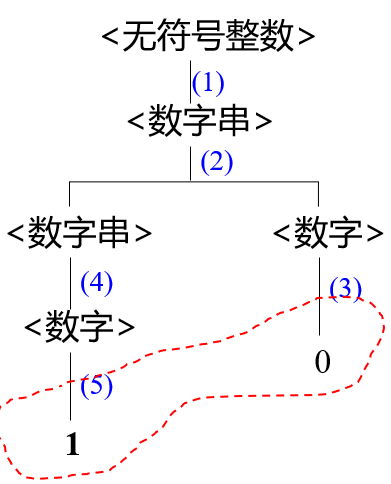 <无符号整数>
(1)
<数字串>
(2)
<数字串> <数字>
(4) (3)
<数字>
0
(5)
1